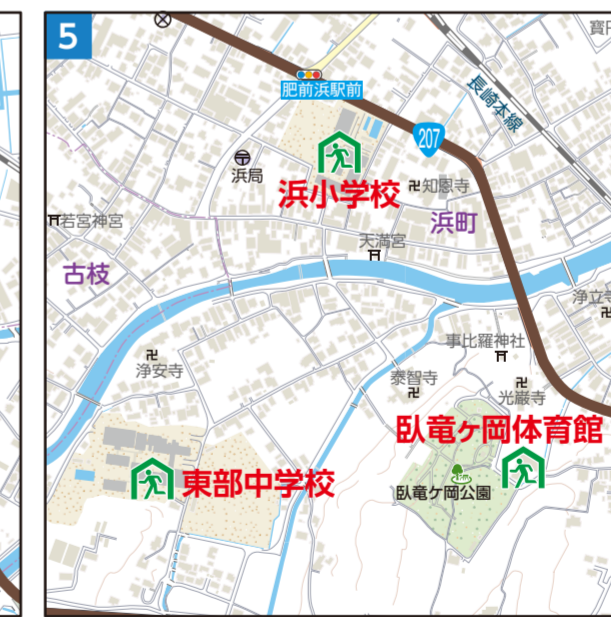 5
肥前浜駅前
長崎本線
207
浜局
浜小学校
卍知恩寺
浜町
若宮神宮
天満宮
古枝
事比羅神社
浄安寺
泰智寺
光巌寺
臥竜ヶ岡体育館
東部中学校
臥竜ケ岡公園